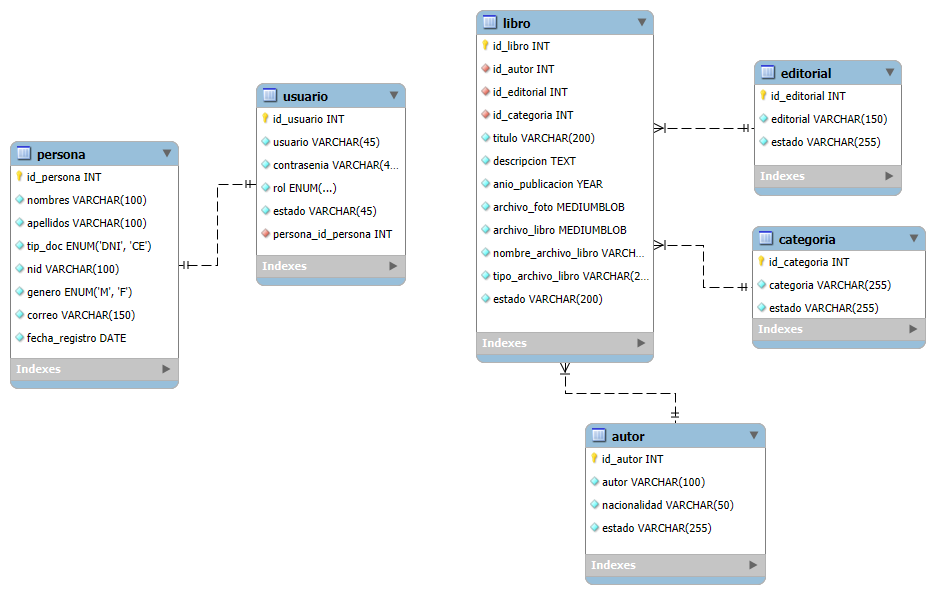 persona
id_persona INT
nombres VARCHAR(100)
apellidos VARCHAR(100)
tip_doc ENUM('DNI', 'CE')
nid VARCHAR(100)
genero ENUM('M', 'F')
correo VARCHAR(150)
fecha_registro DATE
Indexes
usuario
id_usuario INT
usuario VARCHAR(45)
contrasenia VARCHAR(4...
rol ENUM(...)
estado VARCHAR(45)
persona_id_persona INT
Indexes
libro
id_libro INT
id_autor INT
id_editorial INT
id_categoria INT
titulo VARCHAR(200)
descripcion TEXT
anio_publicacion YEAR
archivo_foto MEDIUMBLOB
archivo_libro MEDIUMBLOB
nombre_archivo_libro VARCH...
tipo_archivo_libro VARCHAR(2...
estado VARCHAR(200)
Indexes
editorial
id_editorial INT
editorial VARCHAR(150)
estado VARCHAR(255)
Indexes
categoria
id_categoria INT
categoria VARCHAR(255)
estado VARCHAR(255)
Indexes
autor
id_autor INT
autor VARCHAR(100)
nacionalidad VARCHAR(50)
estado VARCHAR(255)
Indexes